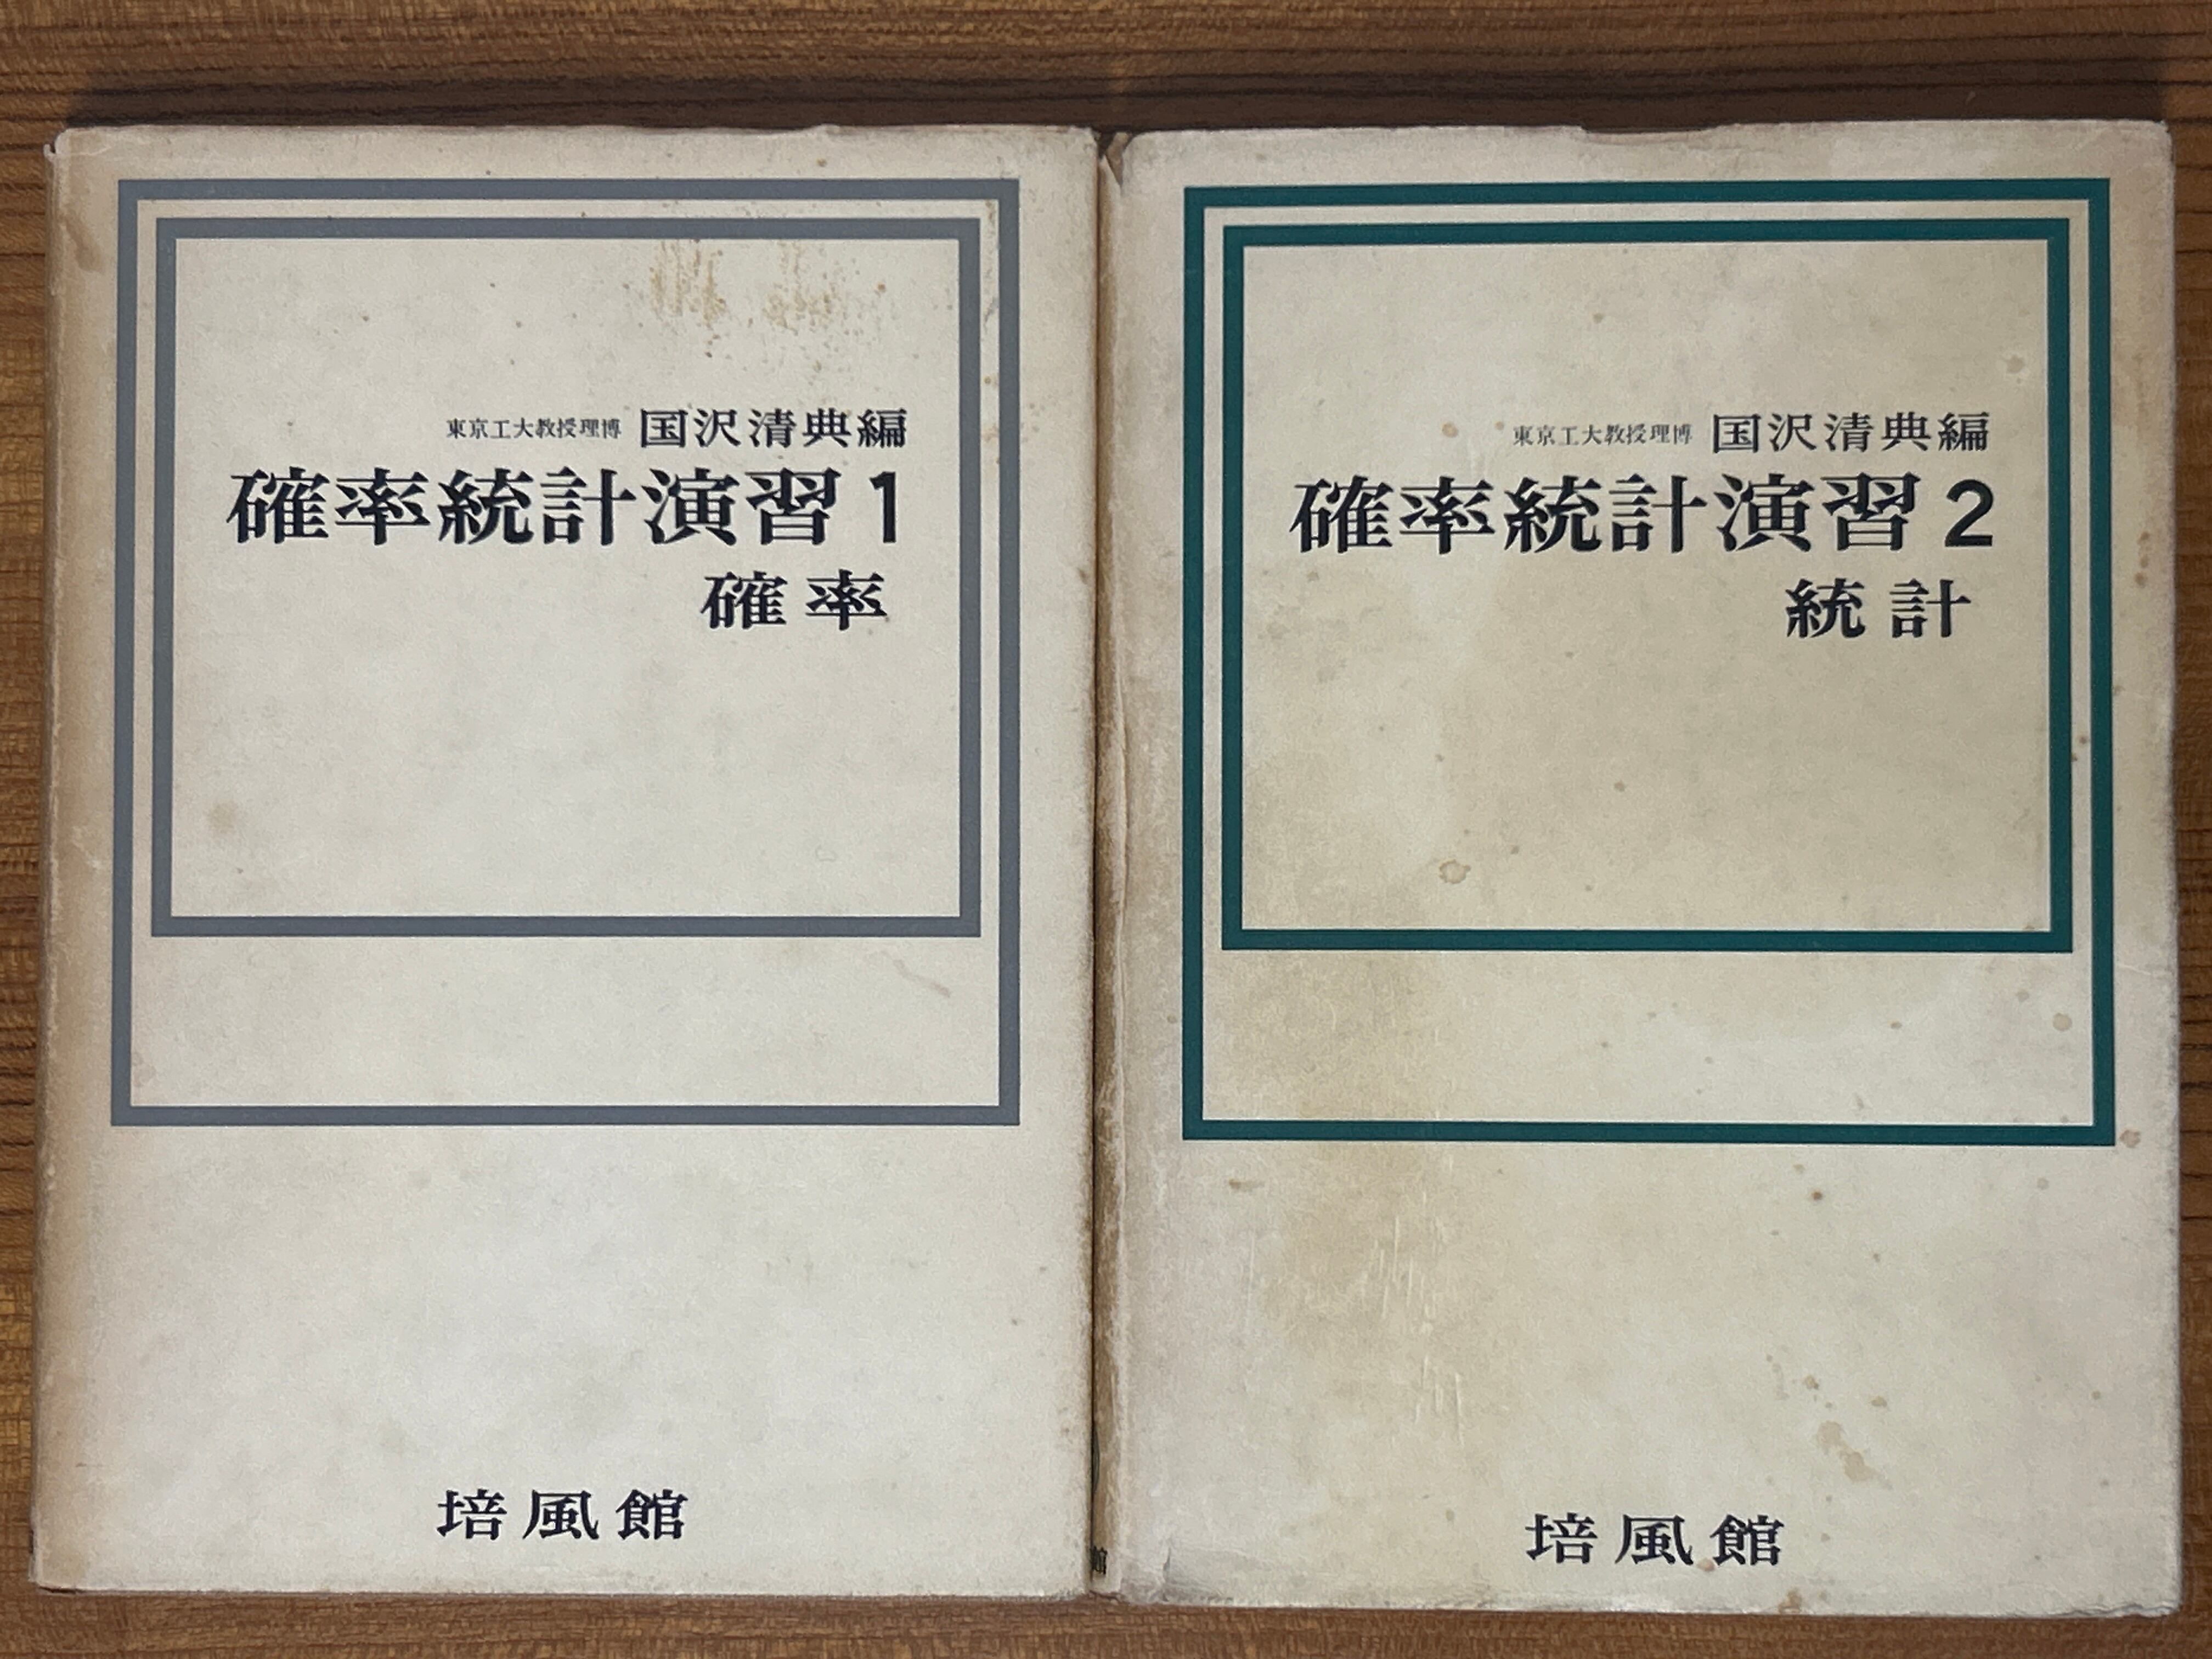 東京工大教授理博 国沢清典編
確率統計演習 1
確率
培風館
東京工大教授理博 国沢清典編
確率統計演習 2
統計
培風館
館